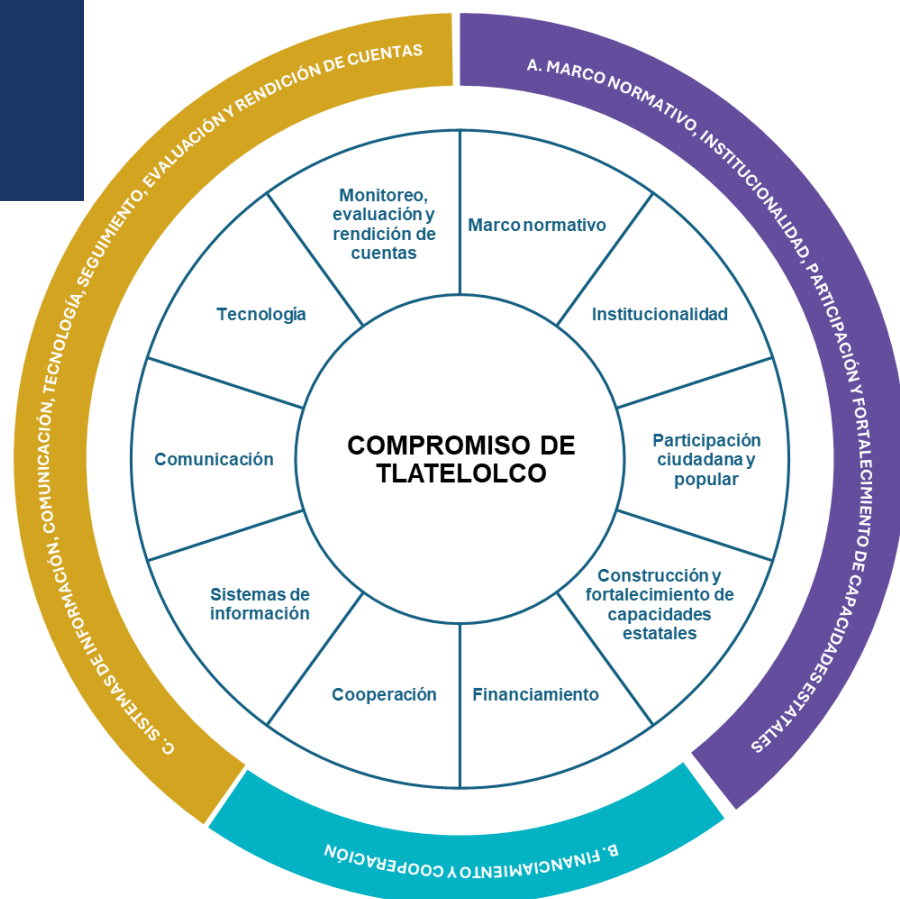 A. MARCO NORMATIVO, INSTITUCIONALIDAD, PARTICIPACIÓN Y FORTALECIMIENTO DE CAPACIDADES ESTATALES
B. FINANCIAMIENTO Y COOPERACIÓN
C. SISTEMAS DE INFORMACIÓN, COMUNICACIÓN, TECNOLOGÍA, SEGUIMIENTO, EVALUACIÓN Y RENDICIÓN DE CUENTAS
Marco normativo
Institucionalidad
Participación
ciudadana y
popular
Construcción y
fortalecimiento de
capacidades
estatales
Financiamiento
Cooperación
Sistemas de
información
Comunicación
Tecnología
Monitoreo,
evaluación y
rendición de
cuentas
COMPROMISO DE
TLATELOLCO